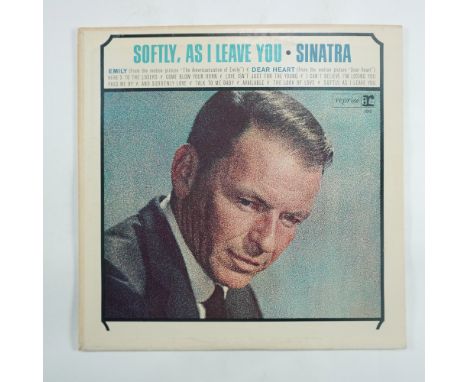 SOFTLY, AS I LEAVE YOU • SINATRA
EMILY (from the motion picture "The Americanization of Emily") / DEAR HEART (from the motion picture "Dear Heart")
HERE'S TO THE LOSERS / COME BLOW YOUR HORN / LOVE ISN'T JUST FOR THE YOUNG / I CAN'T BELIEVE I'M LOSING YOU
PASS ME BY / AND SUDDENLY LOVE / TALK TO ME BABY / AVAILABLE / THE LOOK OF LOVE / SOFTLY AS I LEAVE YOU
reprise